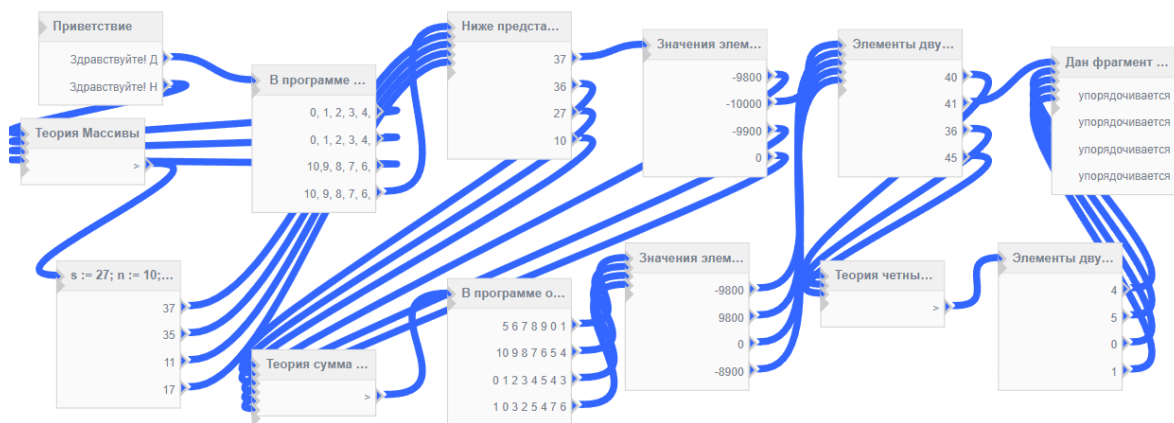 Приветствие
Здравствуйте! Д
Здравствуйте! Н
Теория Массивы
>
В программе ...
0, 1, 2, 3, 4,
0, 1, 2, 3, 4,
10,9, 8, 7, 6,
10, 9, 8, 7, 6,
Ниже предста...
37
36
27
10
Значения элем...
-9800
-10000
-9900
0
Элементы дву...
40
41
36
45
Дан фрагмент ...
упорядочивается
упорядочивается
упорядочивается
упорядочивается
s := 27; n := 10;...
37
35
11
17
Теория сумма ...
>
В программе о...
5 6 7 8 9 0 1
10 9 8 7 6 5 4
0 1 2 3 4 5 4 3
1 0 3 2 5 4 7 6
Значения элем...
-9800
9800
0
-8900
Теория четны...
>
Элементы дву...
4
5
0
1